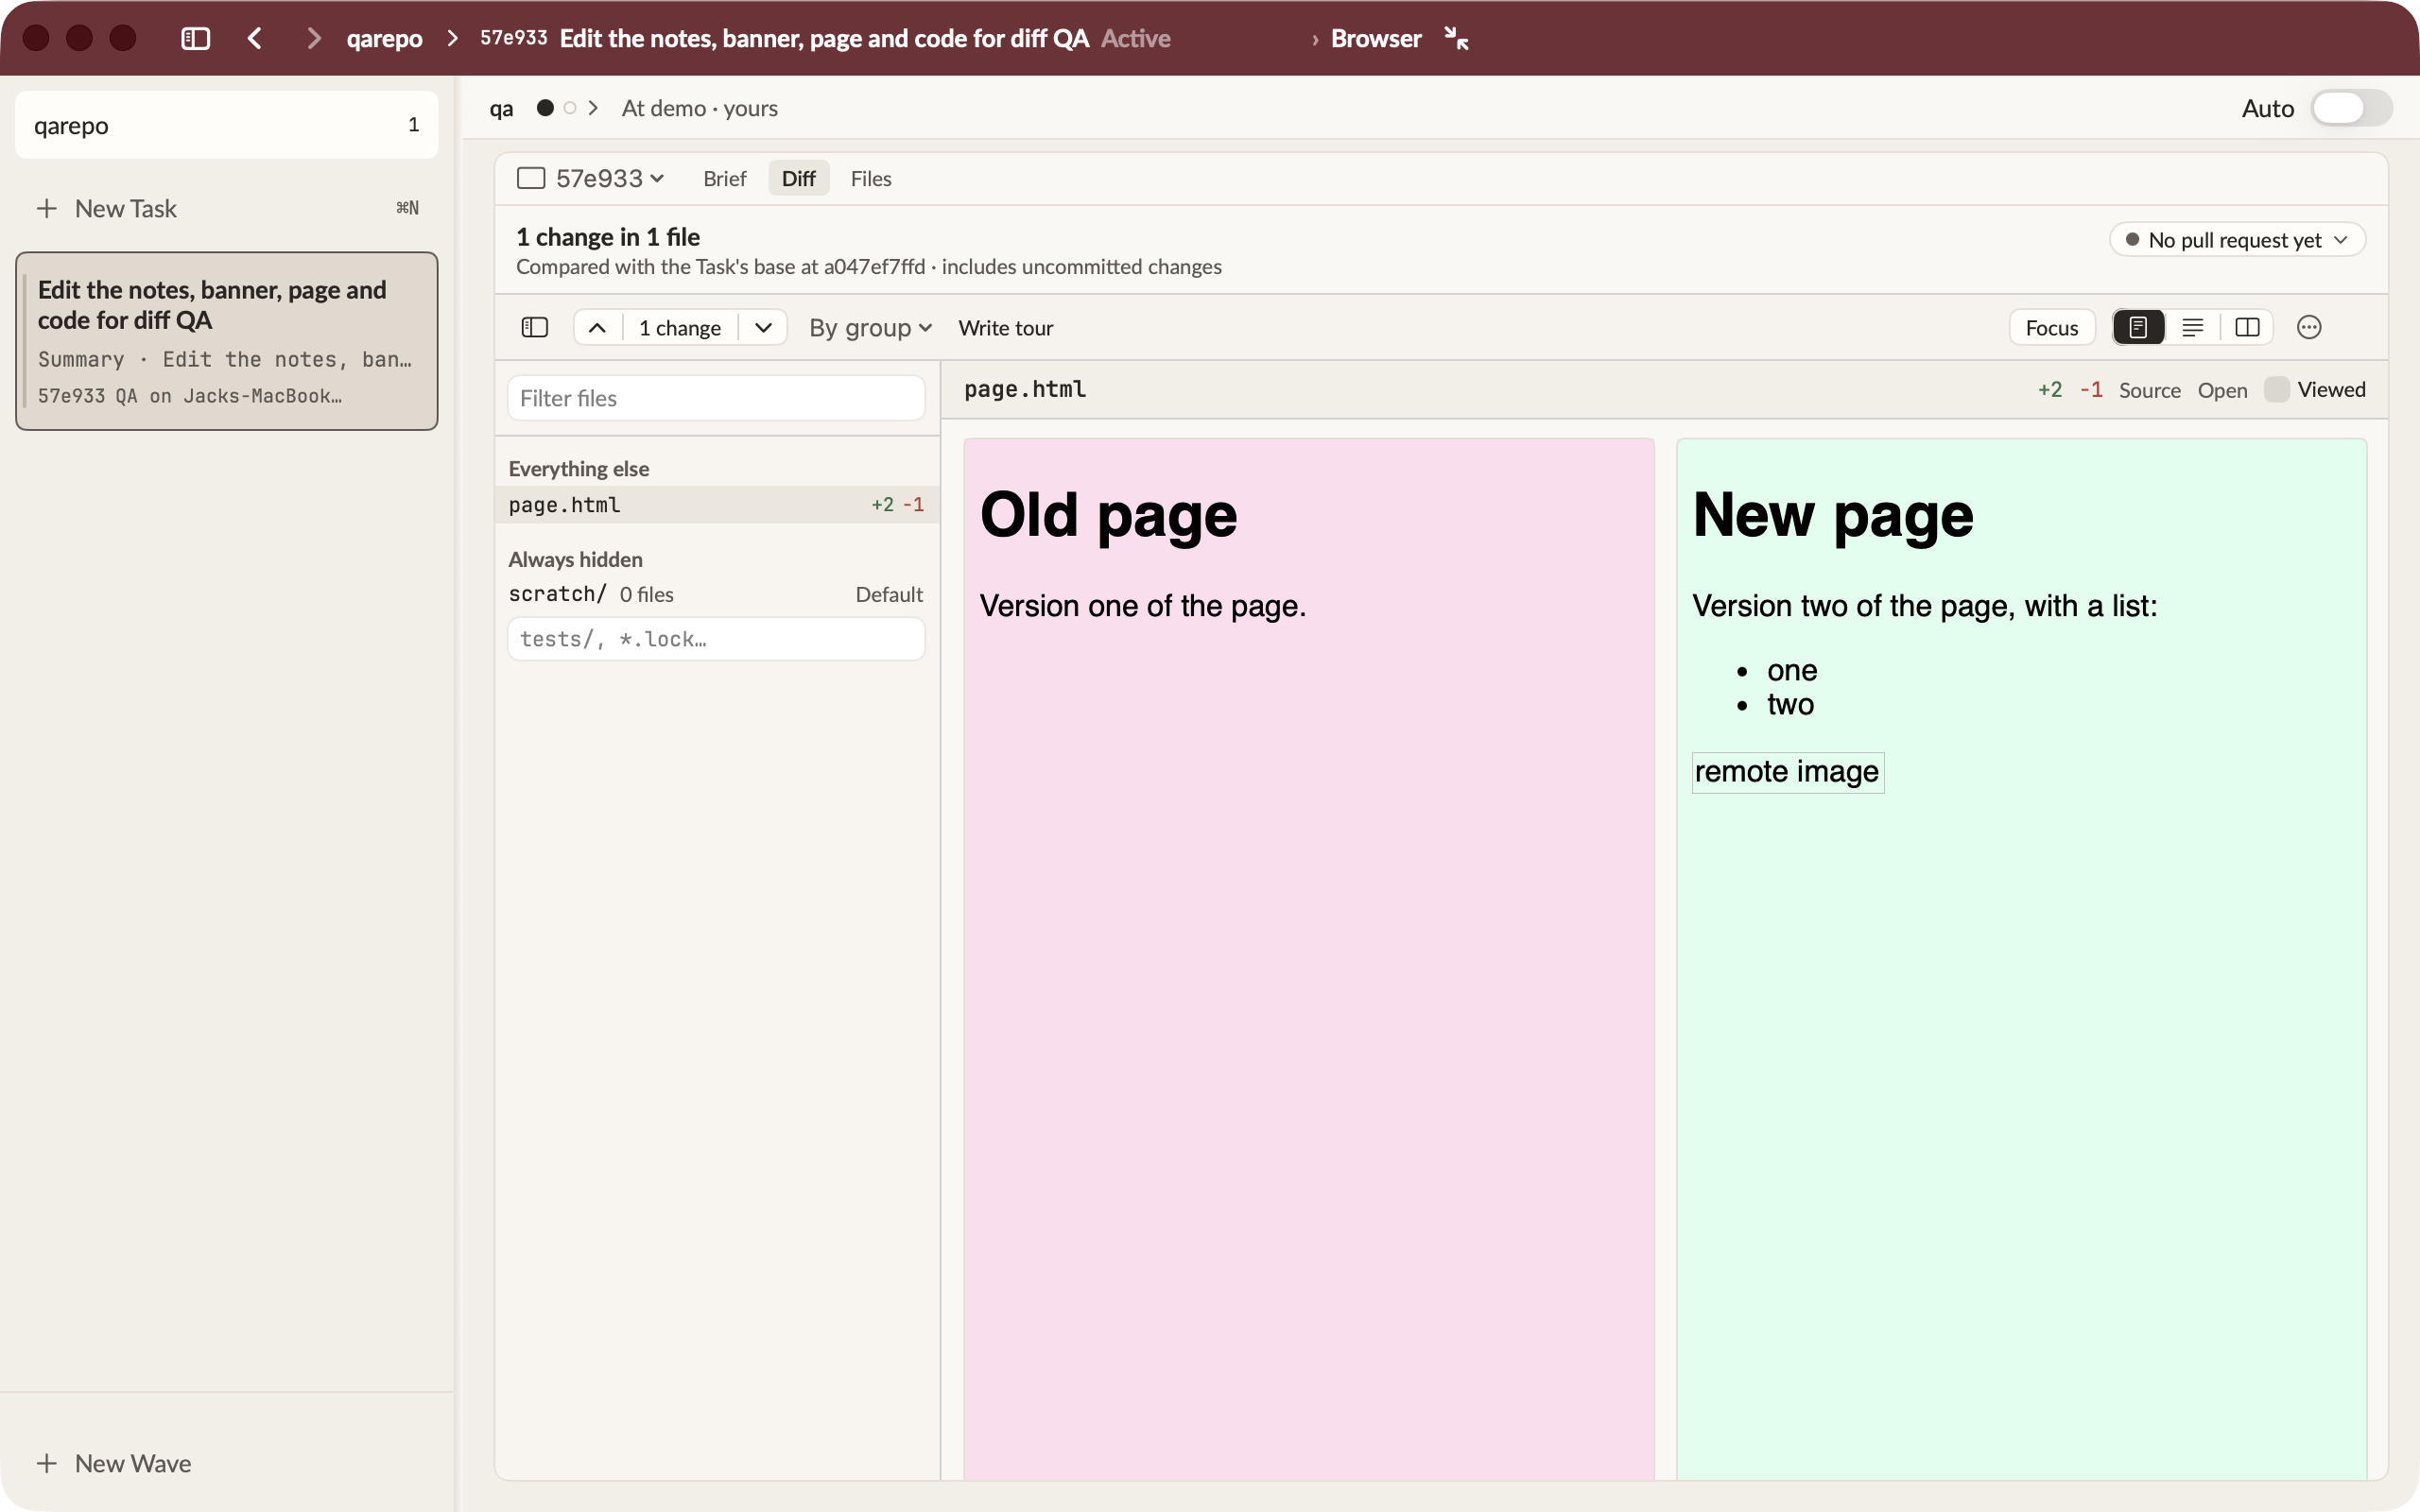 qarepo > 57e933 Edit the notes, banner, page and code for diff QA Active › Browser
qarepo 1
+ New Task ⌘N
Edit the notes, banner, page and
code for diff QA
Summary · Edit the notes, ban…
57e933 QA on Jacks-MacBook…
+ New Wave
qa At demo · yours Auto
57e933 Brief Diff Files
1 change in 1 file
Compared with the Task's base at a047ef7ffd · includes uncommitted changes
No pull request yet
1 change By group Write tour Focus
Filter files
Everything else
page.html +2 -1
Always hidden
scratch/ 0 files Default
tests/, *.lock…
page.html +2 -1 Source Open Viewed
Old page
Version one of the page.
New page
Version two of the page, with a list:
• one
• two
remote image